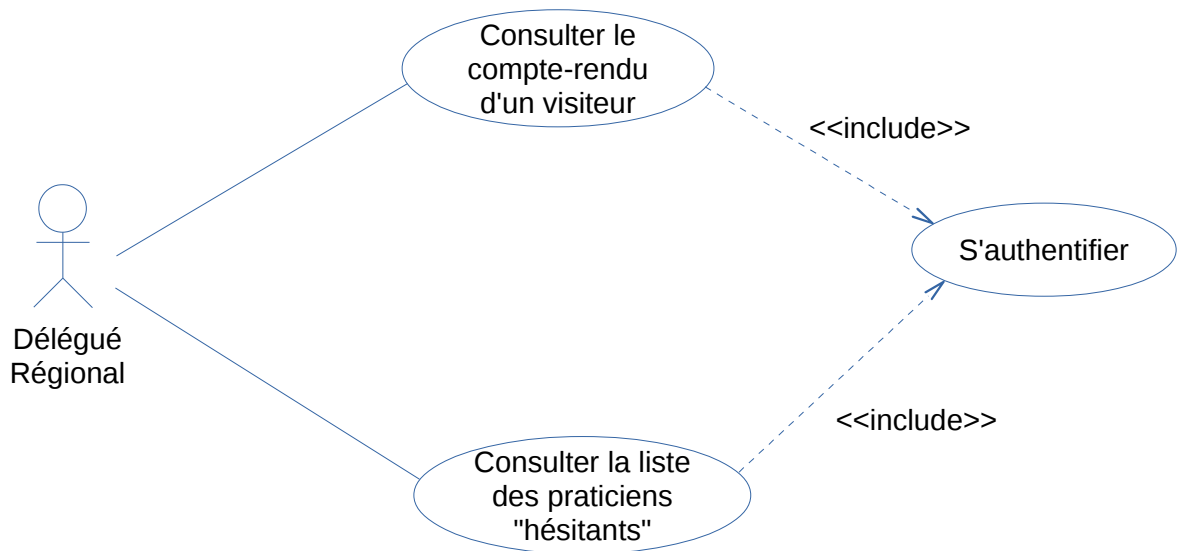 Consulter le
compte-rendu
d'un visiteur
<<include>>
S'authentifier
Délégué
Régional
<<include>>
Consulter la liste
des praticiens
"hésitants"